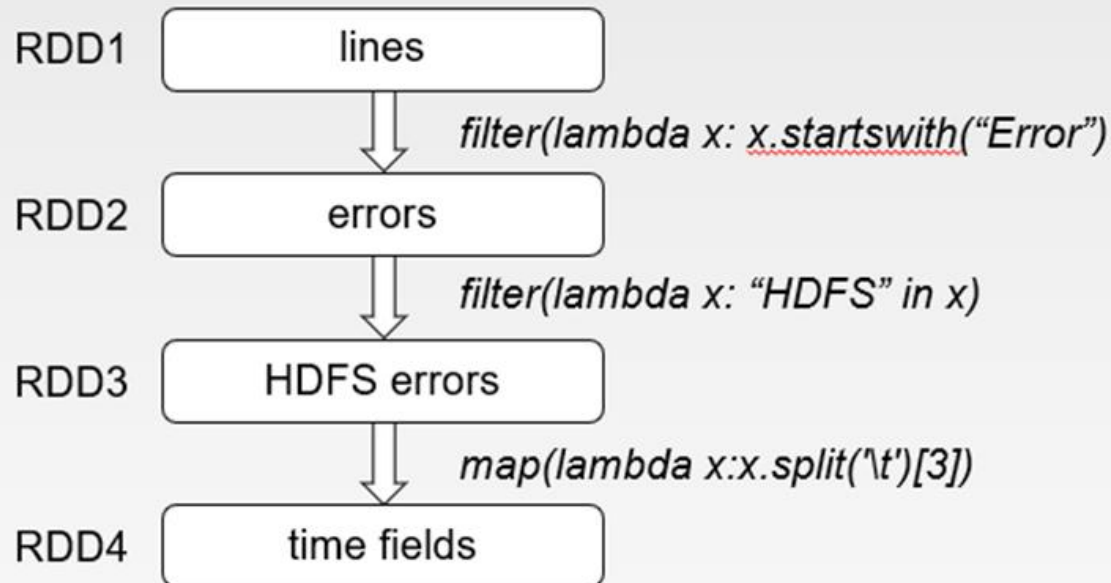 RDD1 lines
filter(lambda x: x.startswith(“Error”)
RDD2 errors
filter(lambda x: “HDFS” in x)
RDD3 HDFS errors
map(lambda x:x.split('\t')[3])
RDD4 time fields